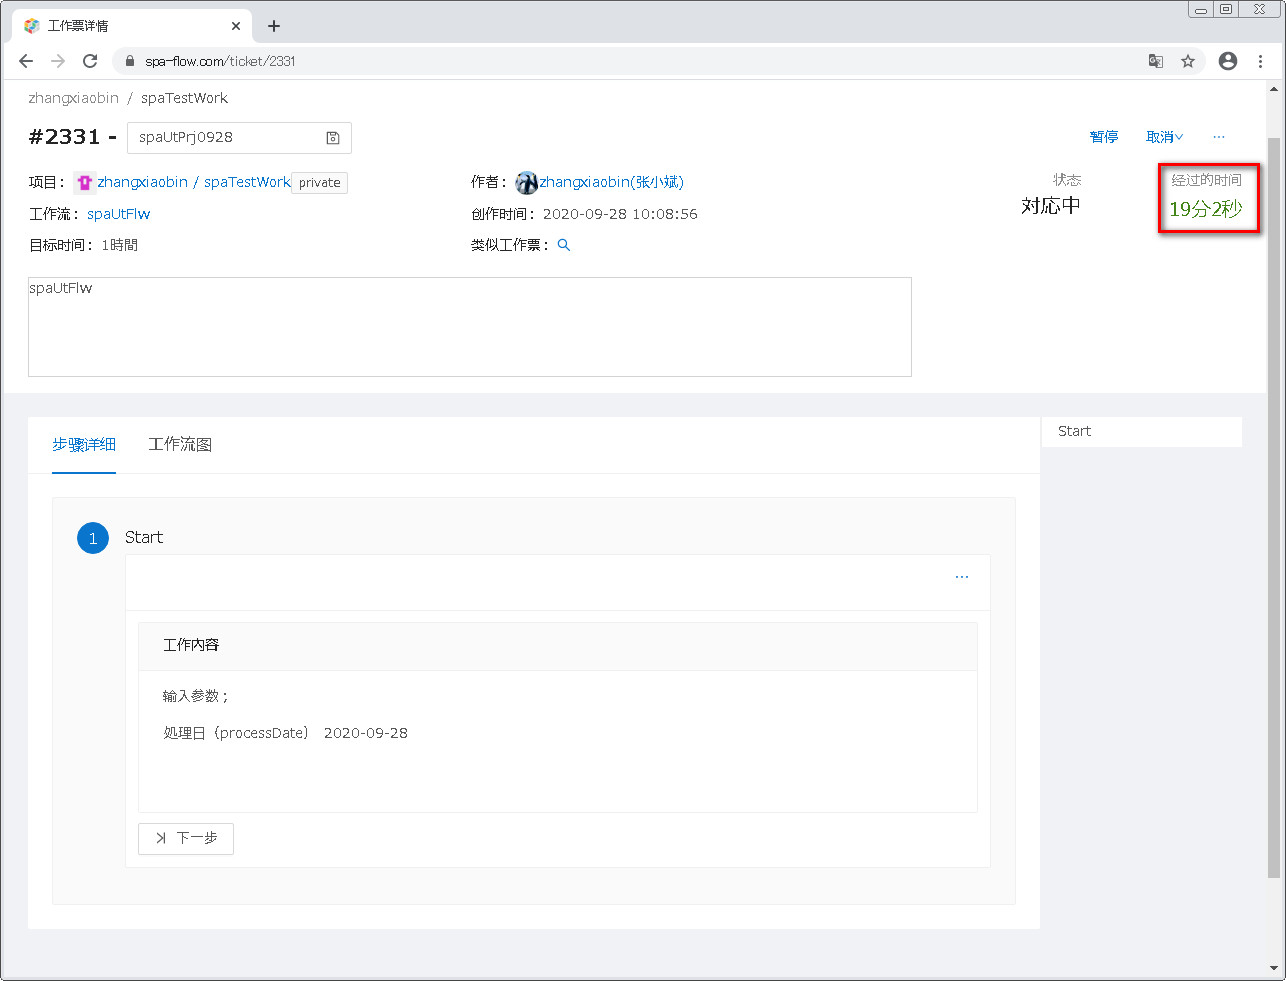 工作票详情
spa-flow.com/ticket/2331
zhangxiaobin / spaTestWork
#2331 - spaUtPrj0928
暂停 取消 ···
项目： zhangxiaobin / spaTestWork private
作者： zhangxiaobin(张小斌)
状态
対応中
经过的时间
19分2秒
工作流： spaUtFlw
创作时间： 2020-09-28 10:08:56
目标时间： 1時間
类似工作票：
spaUtFlw
步骤详细 工作流图
Start
1 Start
···
工作内容
输入参数；
処理日（processDate） 2020-09-28
下一步